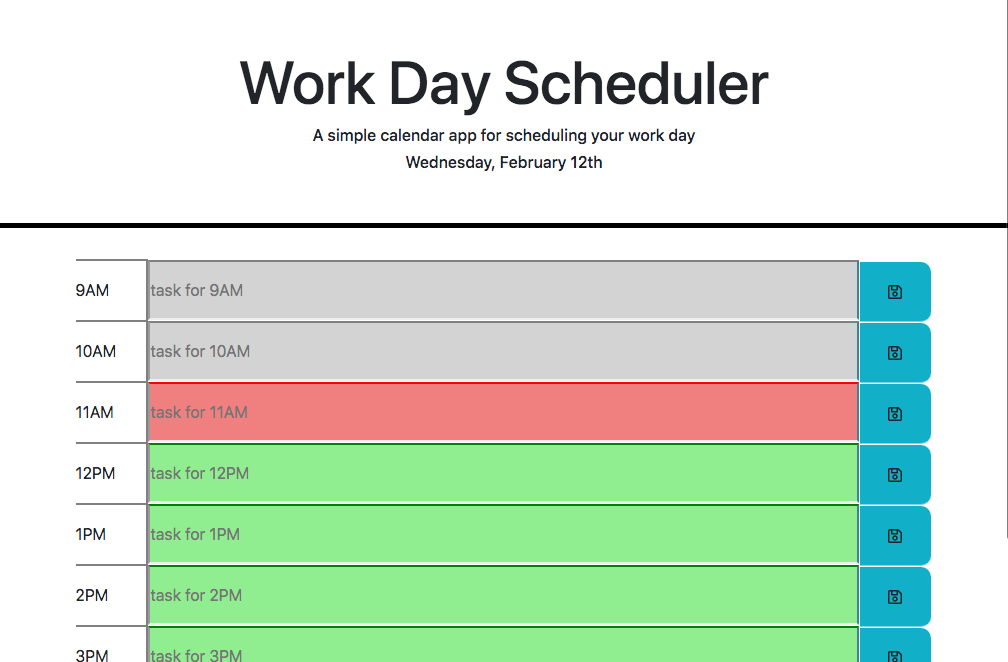 Work Day Scheduler
A simple calendar app for scheduling your work day
Wednesday, February 12th
9AM task for 9AM
10AM task for 10AM
11AM task for 11AM
12PM task for 12PM
1PM task for 1PM
2PM task for 2PM
3PM task for 3PM